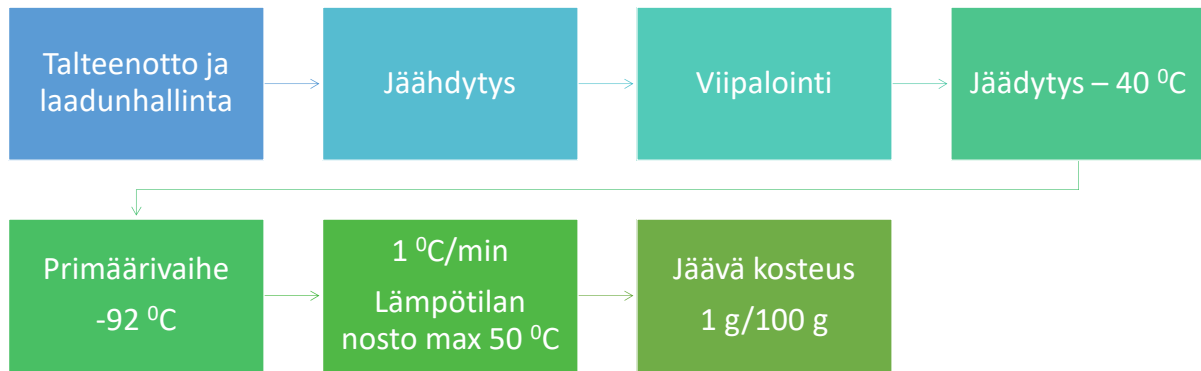 Talteenotto ja
laadunhallinta
Jäähdytys
Viipalointi
Jäädytys – 40 ⁰C
Primäärivaihe
-92 ⁰C
1 ⁰C/min
Lämpötilan
nosto max 50 ⁰C
Jäävä kosteus
1 g/100 g